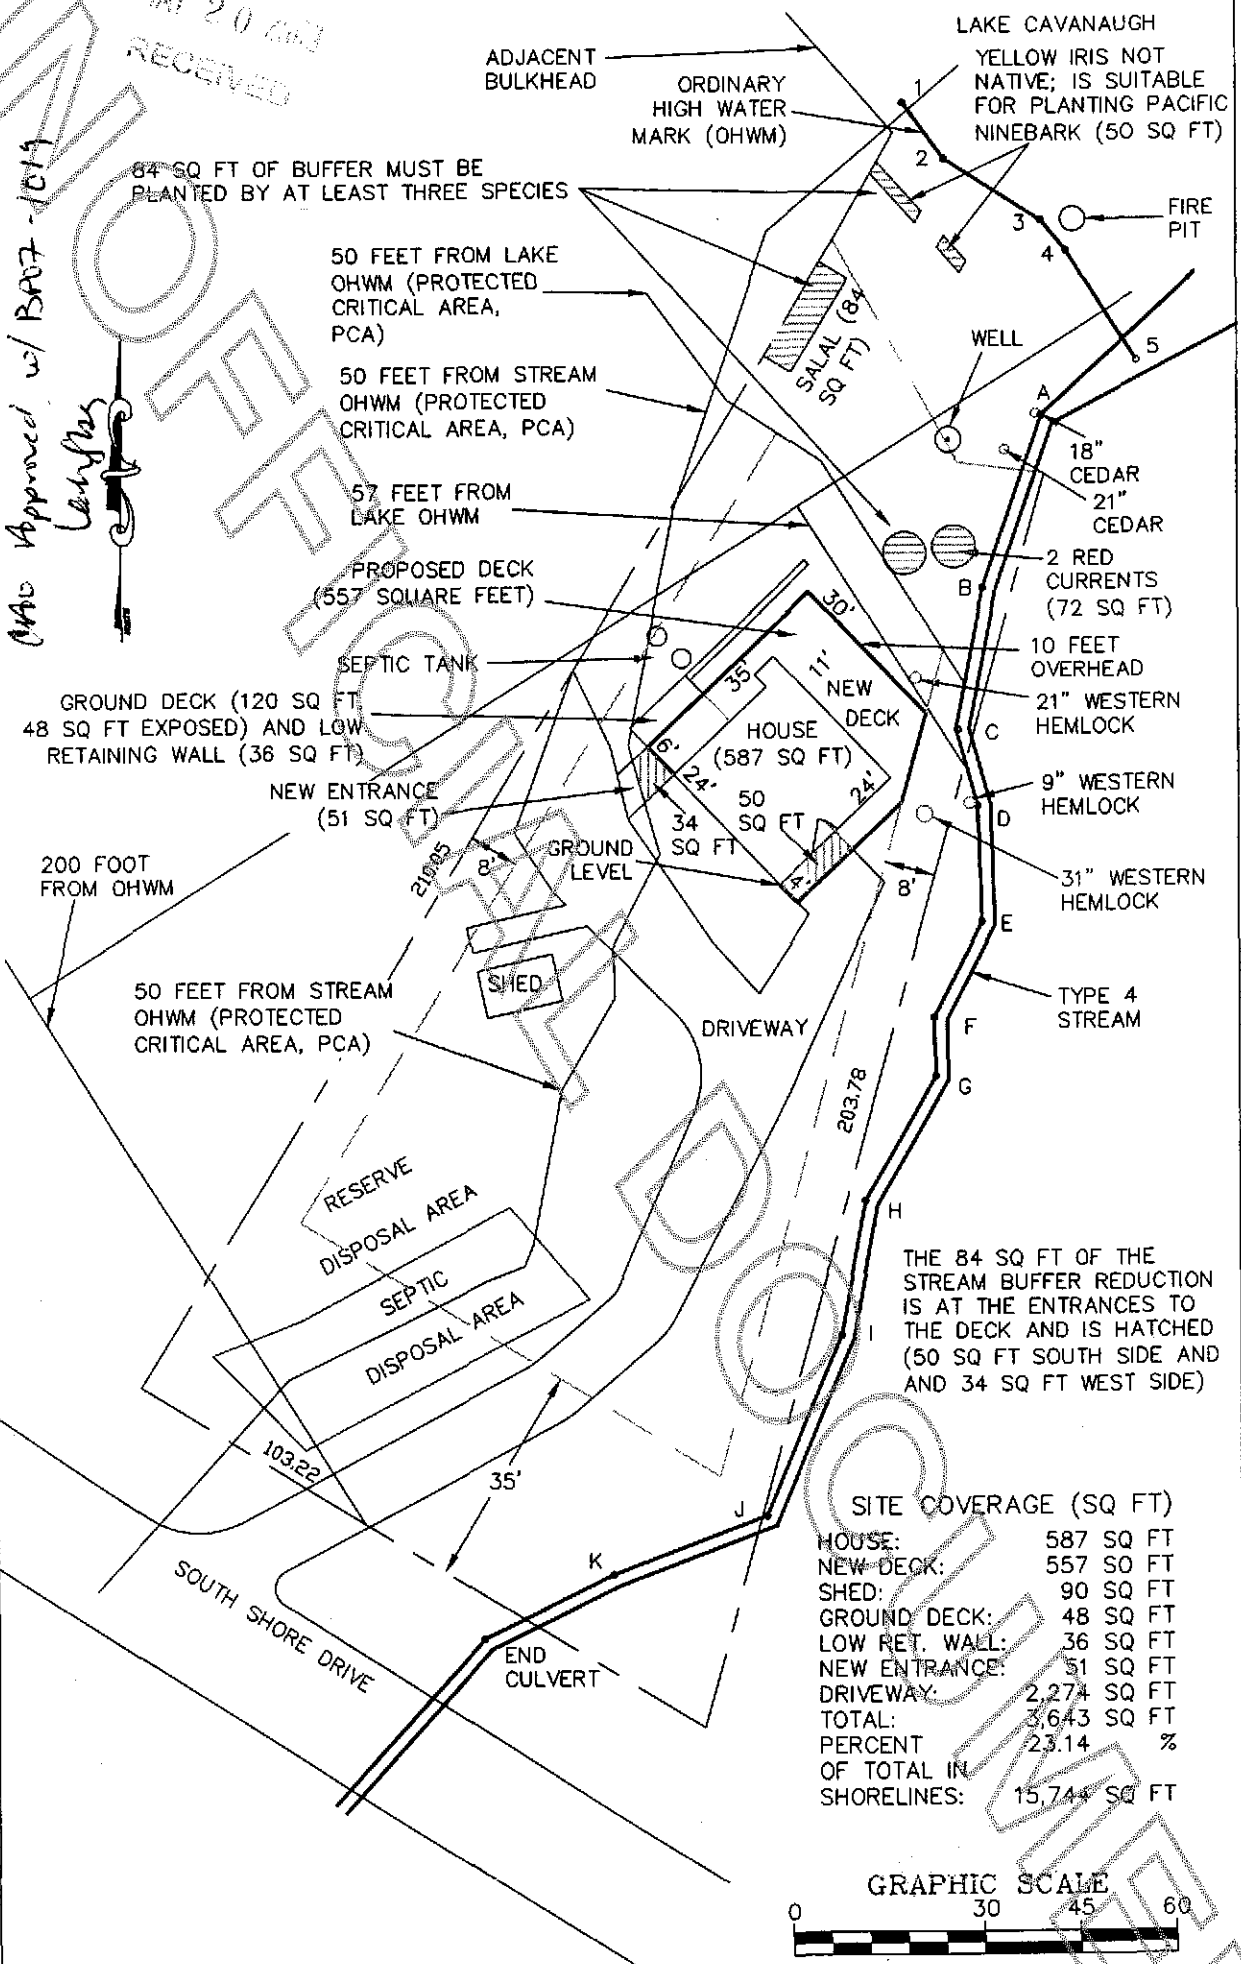 20
RECEIVED
LAKE CAVANAUGH
ADJACENT
BULKHEAD
ORDINARY
HIGH WATER
MARK (OHWM)
1
YELLOW IRIS NOT
NATIVE; IS SUITABLE
FOR PLANTING PACIFIC
NINEBARK (50 SQ FT)
2
84 SQ FT OF BUFFER MUST BE
PLANTED BY AT LEAST THREE SPECIES
3
4
FIRE
PIT
50 FEET FROM LAKE
OHWM (PROTECTED
CRITICAL AREA,
PCA)
SALAL (84
SQ FT)
WELL
5
50 FEET FROM STREAM
OHWM (PROTECTED
CRITICAL AREA, PCA)
A
18"
CEDAR
21"
CEDAR
Approved w/ BP07-1019
57 FEET FROM
LAKE OHWM
PROPOSED DECK
(557 SQUARE FEET)
B
2 RED
CURRENTS
(72 SQ FT)
30'
10 FEET
OVERHEAD
SEPTIC TANK
35'
11'
NEW
DECK
21" WESTERN
HEMLOCK
GROUND DECK (120 SQ FT
48 SQ FT EXPOSED) AND LOW
RETAINING WALL (36 SQ FT)
HOUSE
(587 SQ FT)
C
6'
24'
24'
NEW ENTRANCE
(51 SQ FT)
9" WESTERN
HEMLOCK
D
34
SQ FT
50
SQ FT
GROUND
LEVEL
4'
8'
8'
210.05
31" WESTERN
HEMLOCK
200 FOOT
FROM OHWM
E
50 FEET FROM STREAM
OHWM (PROTECTED
CRITICAL AREA, PCA)
SHED
DRIVEWAY
TYPE 4
STREAM
F
G
203.78
H
RESERVE
DISPOSAL AREA
SEPTIC
DISPOSAL AREA
THE 84 SQ FT OF THE
STREAM BUFFER REDUCTION
IS AT THE ENTRANCES TO
THE DECK AND IS HATCHED
(50 SQ FT SOUTH SIDE AND
AND 34 SQ FT WEST SIDE)
I
103.22
35'
J
K
SOUTH SHORE DRIVE
END
CULVERT
SITE COVERAGE (SQ FT)
HOUSE: 587 SQ FT
NEW DECK: 557 SQ FT
SHED: 90 SQ FT
GROUND DECK: 48 SQ FT
LOW RET. WALL: 36 SQ FT
NEW ENTRANCE: 51 SQ FT
DRIVEWAY: 2,274 SQ FT
TOTAL: 3,643 SQ FT
PERCENT 23.14 %
OF TOTAL IN
SHORELINES: 15,744 SQ FT
GRAPHIC SCALE
0 30 45 60
UNOFFICIAL DOCUMENT